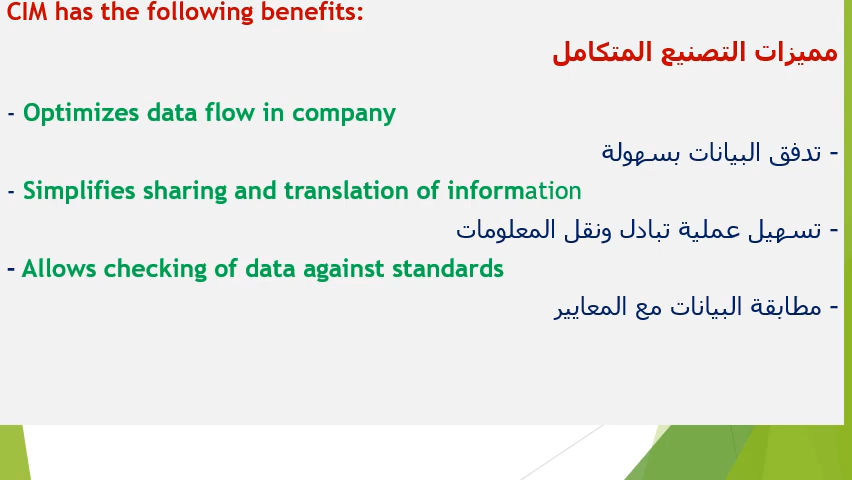 CIM has the following benefits:
مميزات التصنيع المتكامل
- Optimizes data flow in company
- تدفق البيانات بسهولة
- Simplifies sharing and translation of information
- تسهيل عملية تبادل ونقل المعلومات
- Allows checking of data against standards
- مطابقة البيانات مع المعايير